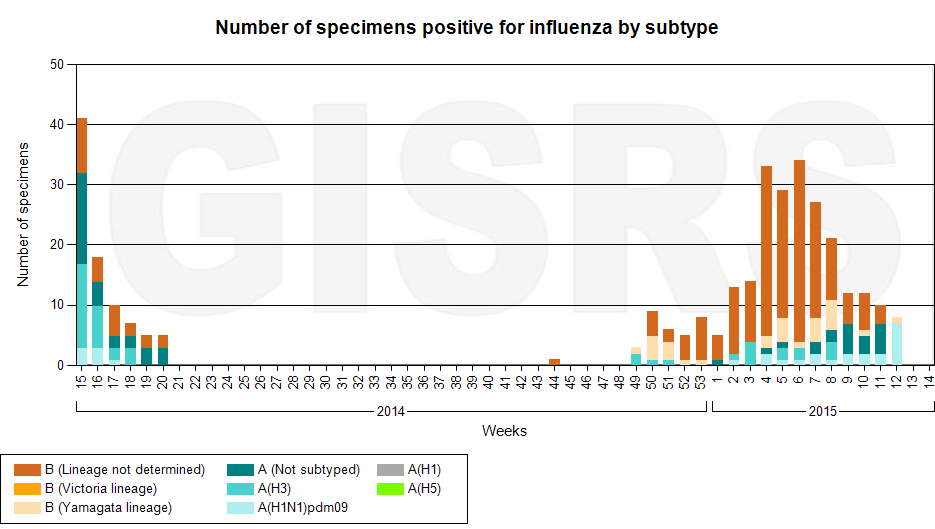 Number of specimens positive for influenza by subtype
GISRS
Number of specimens
50
40
30
20
10
0
15 16 17 18 19 20 21 22 23 24 25 26 27 28 29 30 31 32 33 34 35 36 37 38 39 40 41 42 43 44 45 46 47 48 49 50 51 52 53 1 2 3 4 5 6 7 8 9 10 11 12 13 14
2014 2015
Weeks
B (Lineage not determined) A (Not subtyped) A(H1)
B (Victoria lineage) A(H3) A(H5)
B (Yamagata lineage) A(H1N1)pdm09